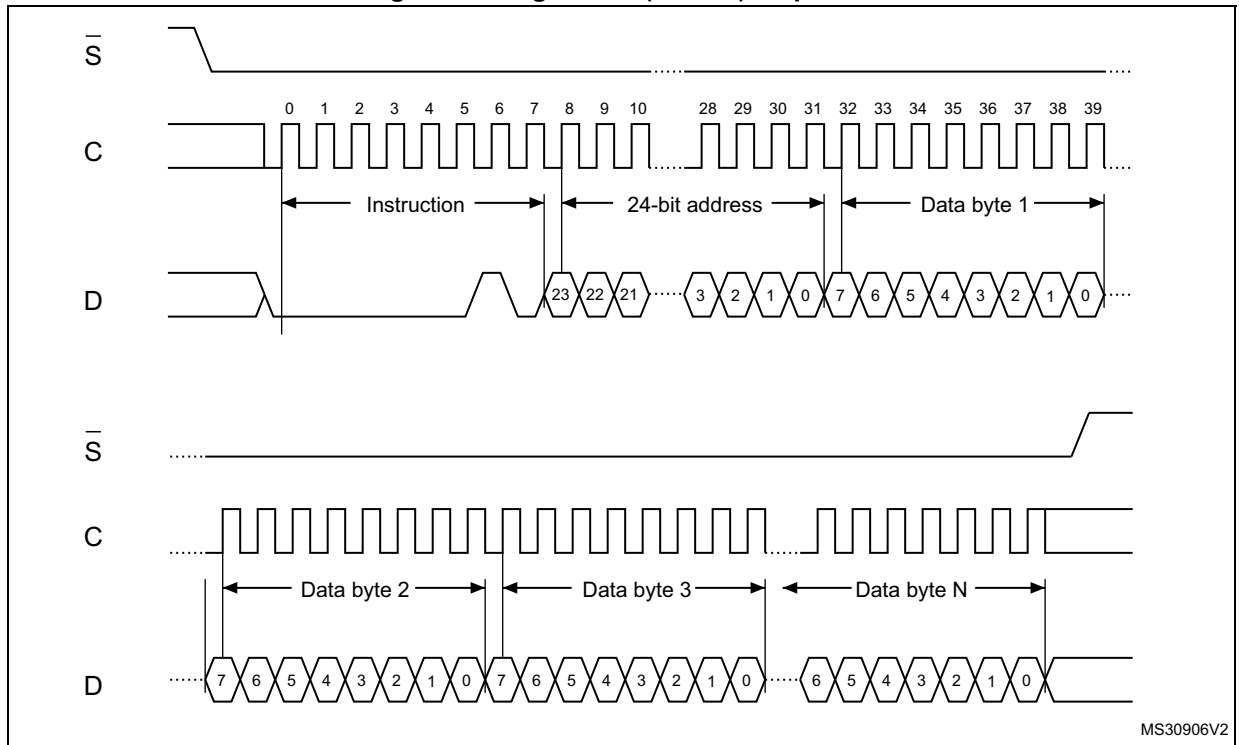 S
0 1 2 3 4 5 6 7 8 9 10 28 29 30 31 32 33 34 35 36 37 38 39
C
Instruction 24-bit address Data byte 1
D 23 22 21 3 2 1 0 7 6 5 4 3 2 1 0
S
C
Data byte 2 Data byte 3 Data byte N
D 7 6 5 4 3 2 1 0 7 6 5 4 3 2 1 0 6 5 4 3 2 1 0
MS30906V2